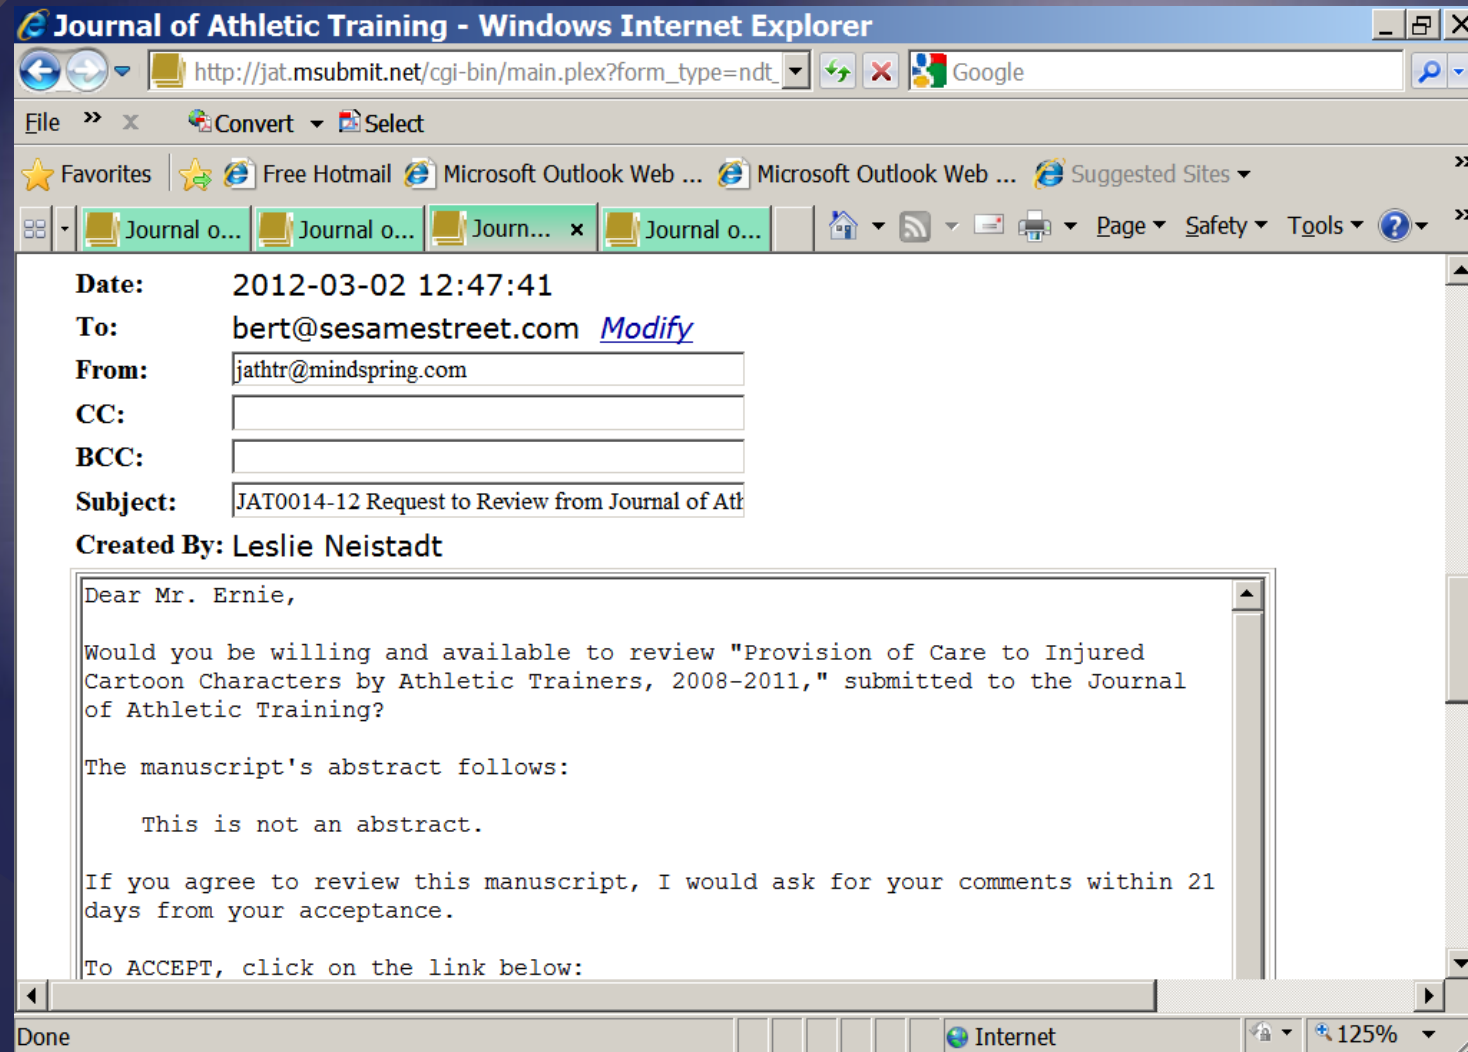 Journal of Athletic Training - Windows Internet Explorer
http://jat.msubmit.net/cgi-bin/main.plex?form_type=ndt_ Google
File » x Convert Select
Favorites Free Hotmail Microsoft Outlook Web ... Microsoft Outlook Web ... Suggested Sites »
Journal o... Journal o... Journ... x Journal o... Page Safety Tools »
Date: 2012-03-02 12:47:41
To: bert@sesamestreet.com Modify
From: jathtr@mindspring.com
CC:
BCC:
Subject: JAT0014-12 Request to Review from Journal of Ath
Created By: Leslie Neistadt
Dear Mr. Ernie,
Would you be willing and available to review "Provision of Care to Injured
Cartoon Characters by Athletic Trainers, 2008-2011," submitted to the Journal
of Athletic Training?
The manuscript's abstract follows:
This is not an abstract.
If you agree to review this manuscript, I would ask for your comments within 21
days from your acceptance.
To ACCEPT, click on the link below:
Done Internet 125%